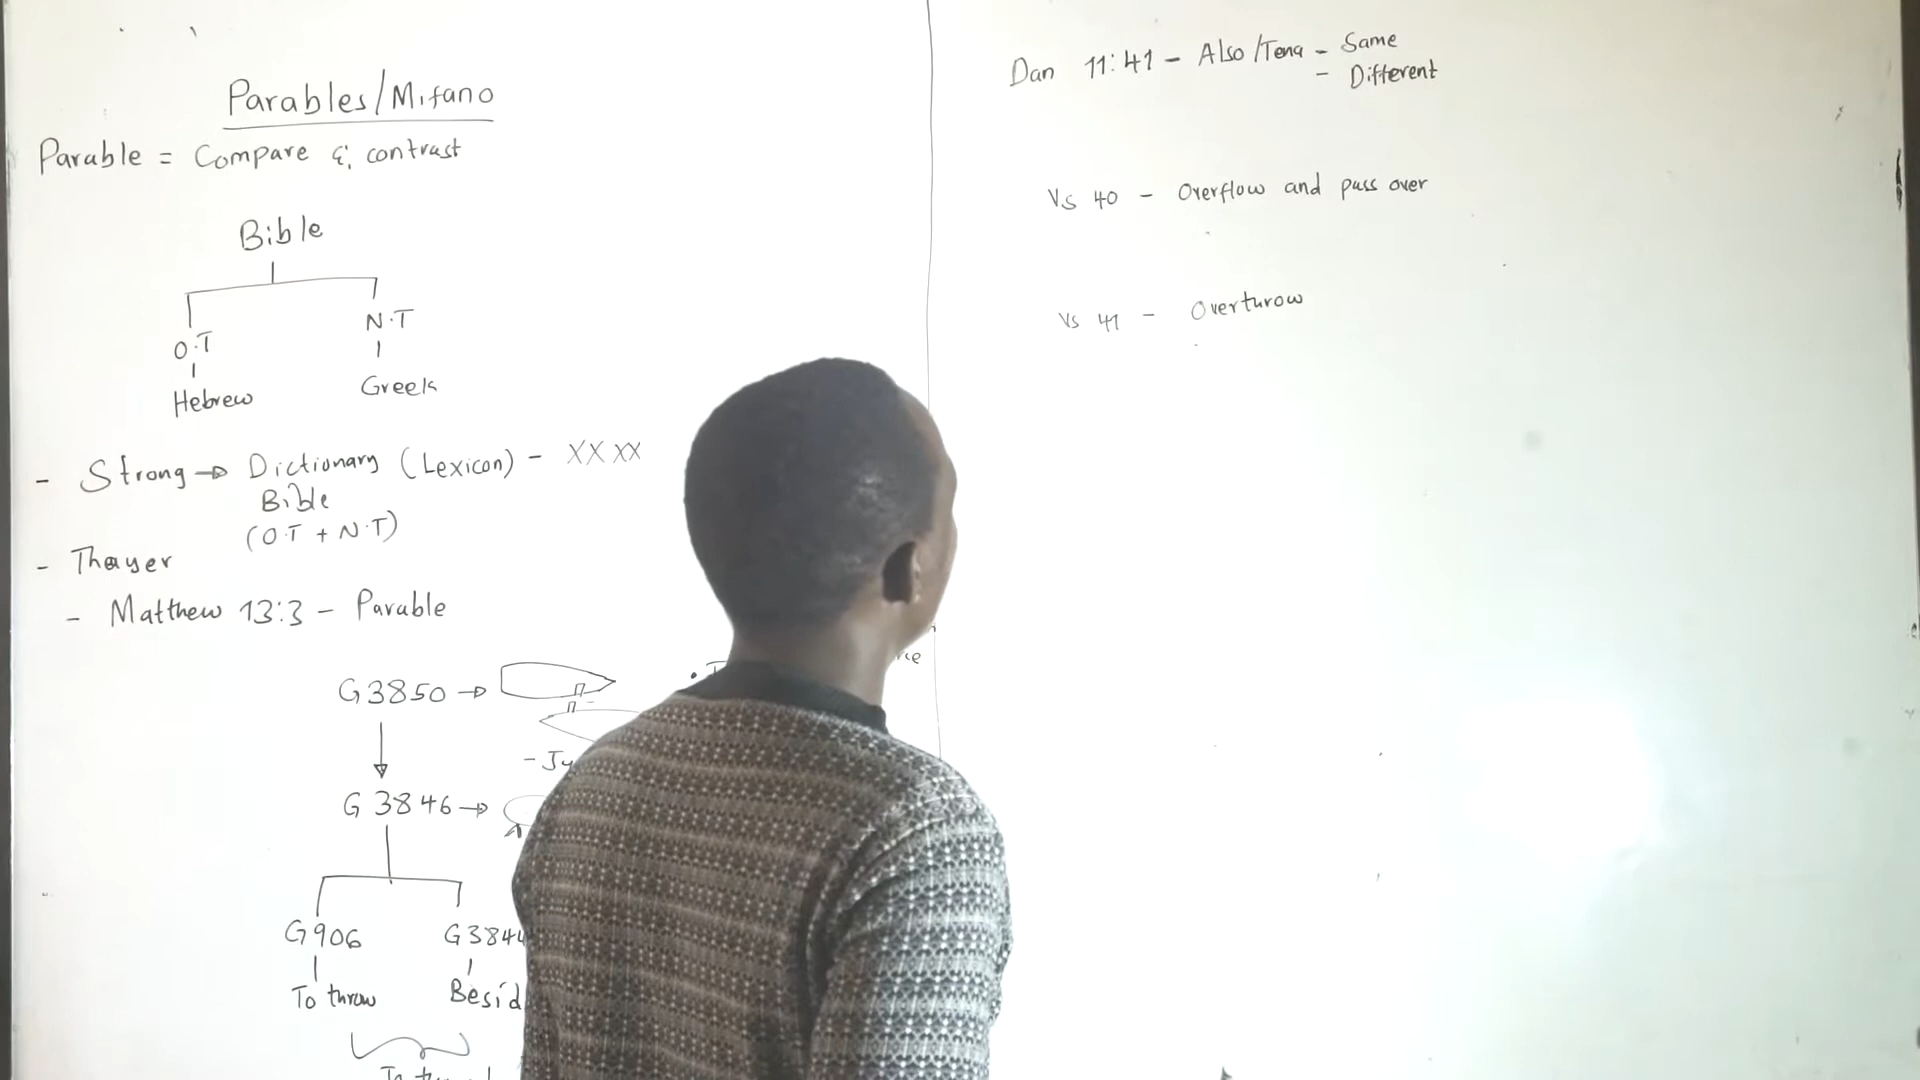 Parables/Mifano
Parable = Compare & contrast
Bible
O.T
N.T
Hebrew
Greek
- Strong → Dictionary (Lexicon) - XXXX
Bible
(O.T + N.T)
- Thayer
- Matthew 13:3 - Parable
G3850 →
G3846 →
G906
To throw
Dan 11:41 - Also/Tena - Same
- Different
Vs 40 - Overflow and pass over
Vs 41 - Overthrow